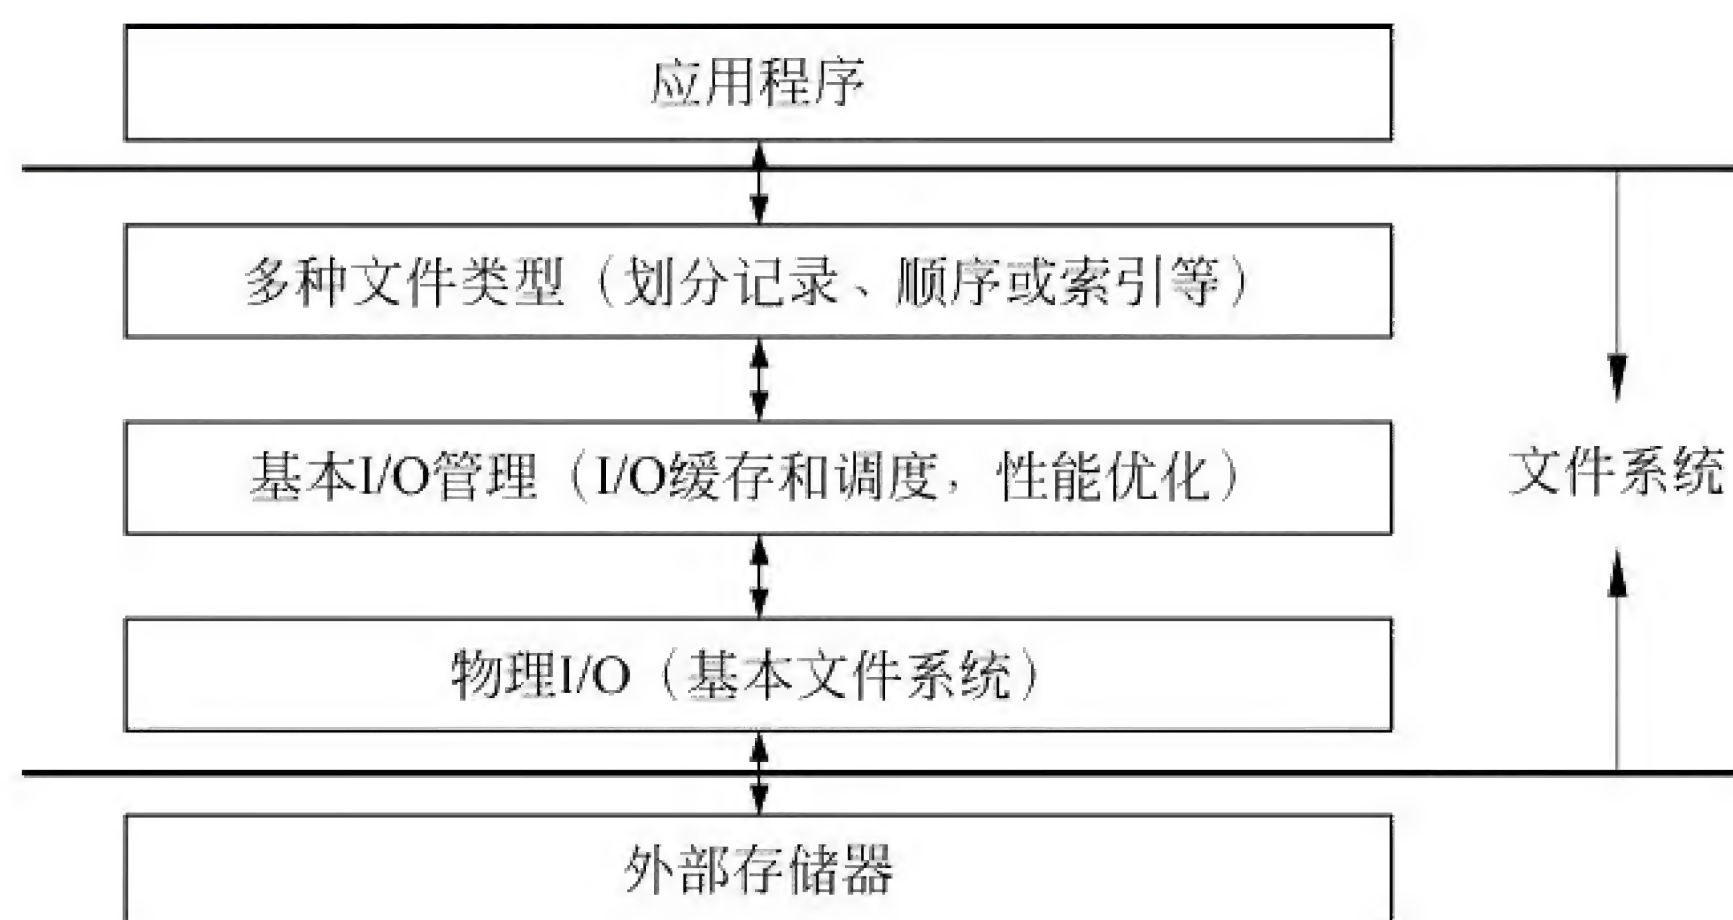 应用程序
多种文件类型（划分记录、顺序或索引等）
基本I/O管理（I/O缓存和调度，性能优化）
文件系统
物理I/O（基本文件系统）
外部存储器